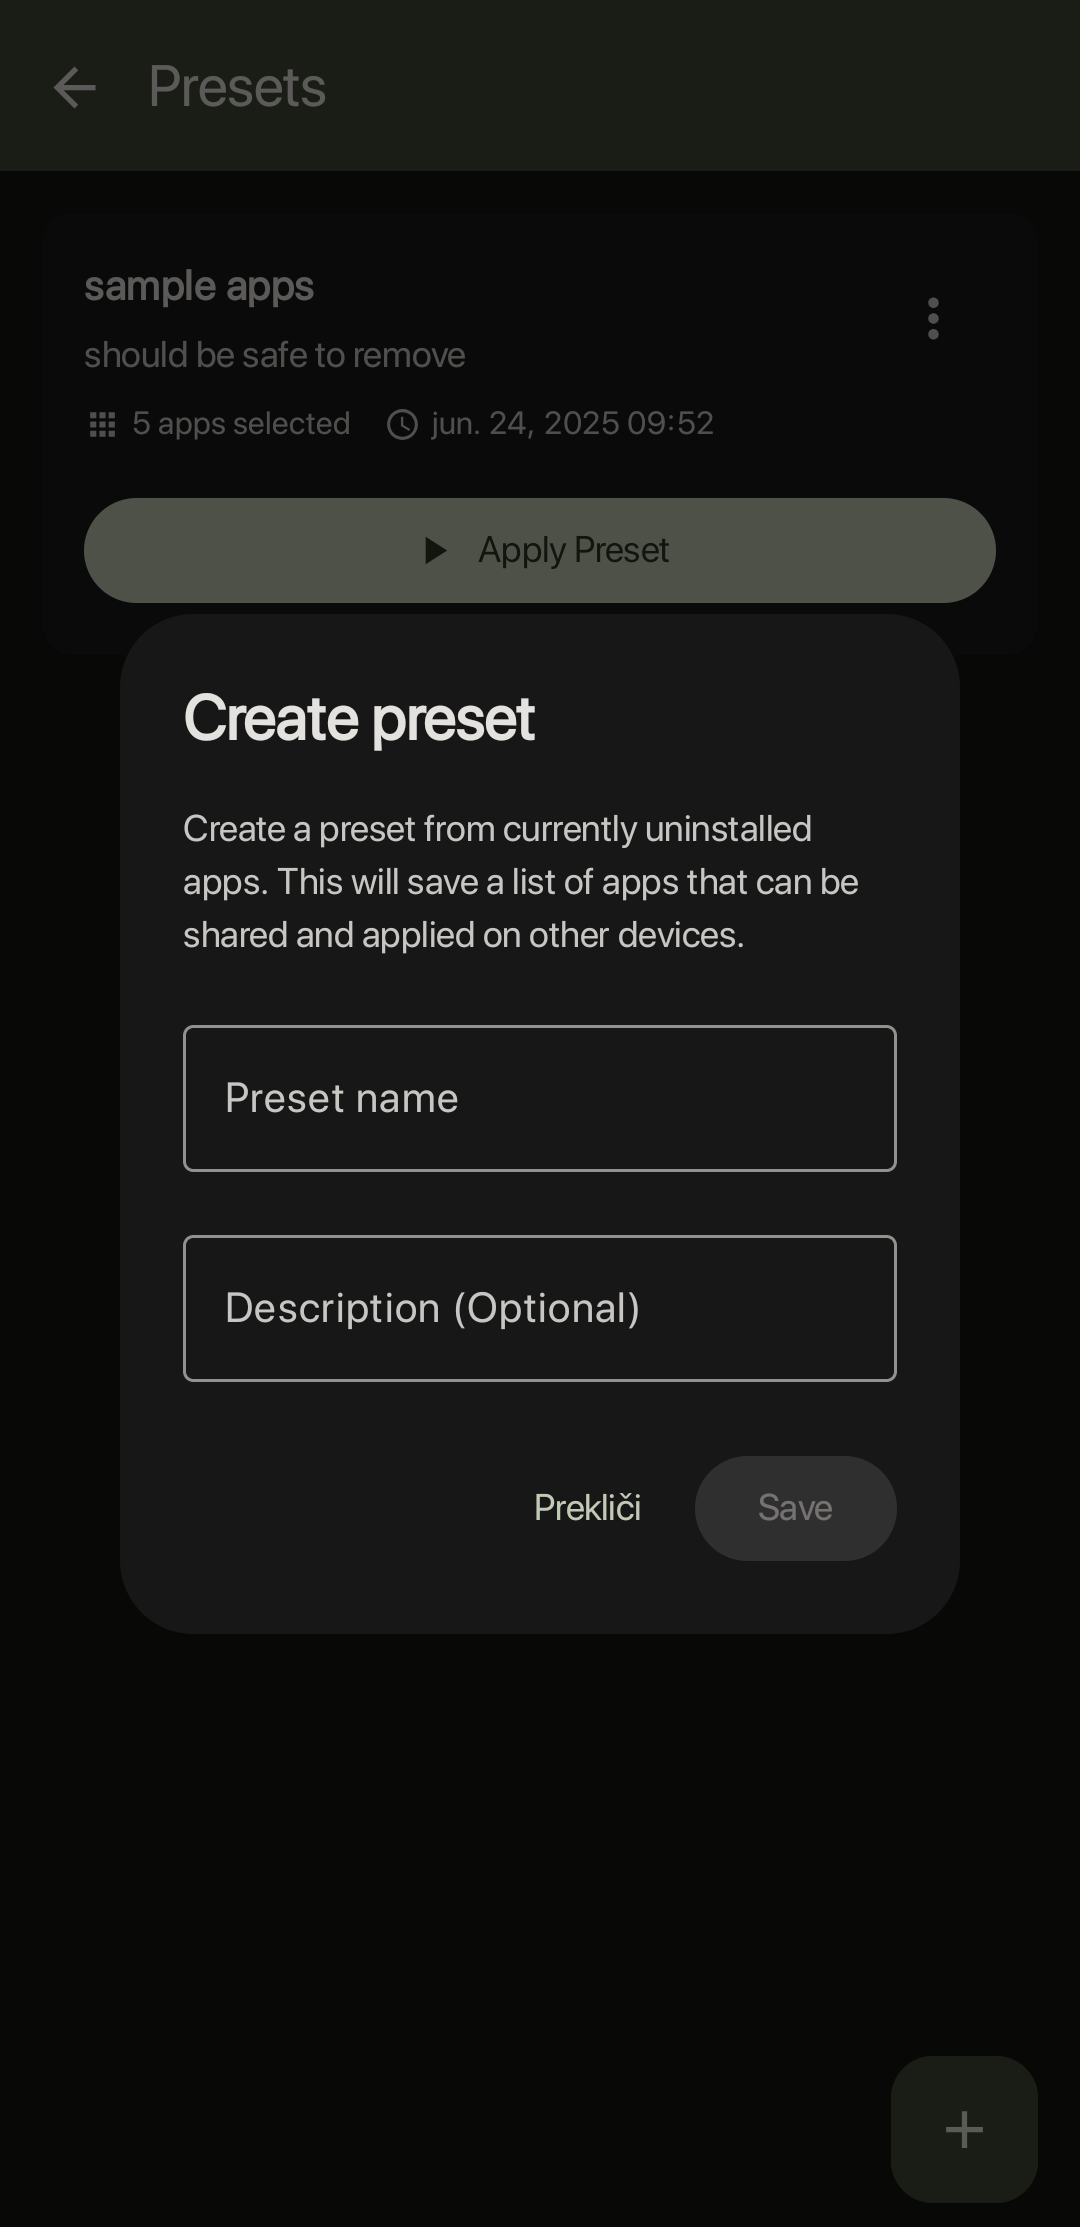 Presets
sample apps
should be safe to remove
5 apps selected jun. 24, 2025 09:52
Apply Preset
Create preset
Create a preset from currently uninstalled
apps. This will save a list of apps that can be
shared and applied on other devices.
Preset name
Description (Optional)
Prekliči Save